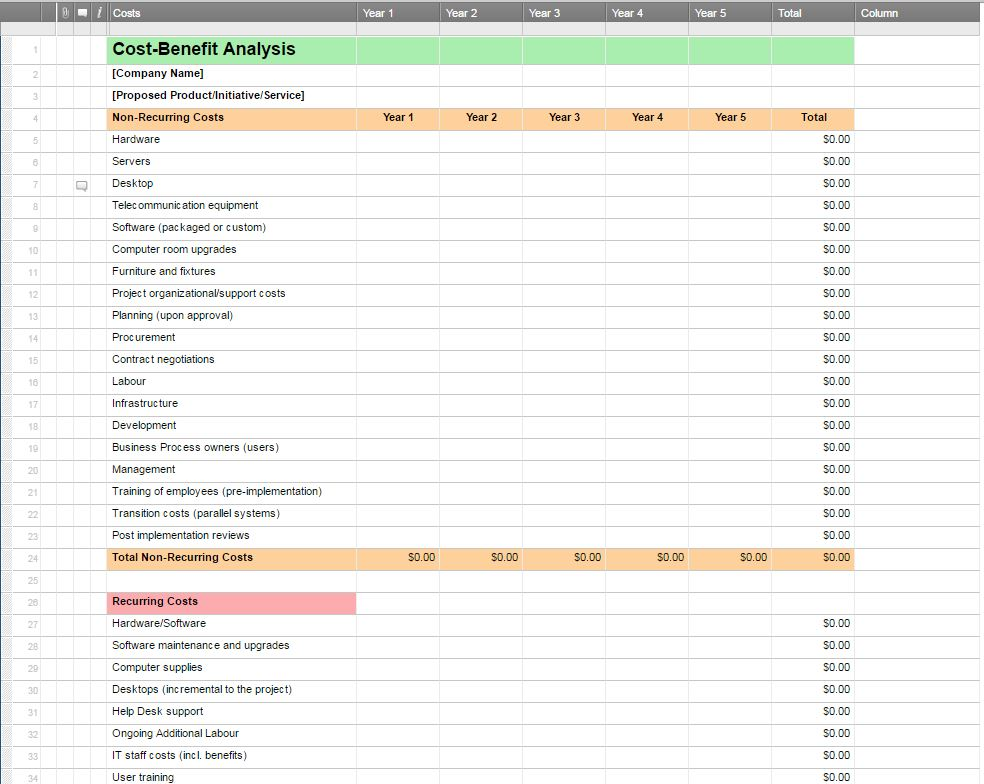 i Costs Year 1 Year 2 Year 3 Year 4 Year 5 Total Column
1 Cost-Benefit Analysis
2 [Company Name]
3 [Proposed Product/Initiative/Service]
4 Non-Recurring Costs Year 1 Year 2 Year 3 Year 4 Year 5 Total
5 Hardware $0.00
6 Servers $0.00
7 Desktop $0.00
8 Telecommunication equipment $0.00
9 Software (packaged or custom) $0.00
10 Computer room upgrades $0.00
11 Furniture and fixtures $0.00
12 Project organizational/support costs $0.00
13 Planning (upon approval) $0.00
14 Procurement $0.00
15 Contract negotiations $0.00
16 Labour $0.00
17 Infrastructure $0.00
18 Development $0.00
19 Business Process owners (users) $0.00
20 Management $0.00
21 Training of employees (pre-implementation) $0.00
22 Transition costs (parallel systems) $0.00
23 Post implementation reviews $0.00
24 Total Non-Recurring Costs $0.00 $0.00 $0.00 $0.00 $0.00 $0.00
25
26 Recurring Costs
27 Hardware/Software $0.00
28 Software maintenance and upgrades $0.00
29 Computer supplies $0.00
30 Desktops (incremental to the project) $0.00
31 Help Desk support $0.00
32 Ongoing Additional Labour $0.00
33 IT staff costs (incl. benefits) $0.00
34 User training $0.00